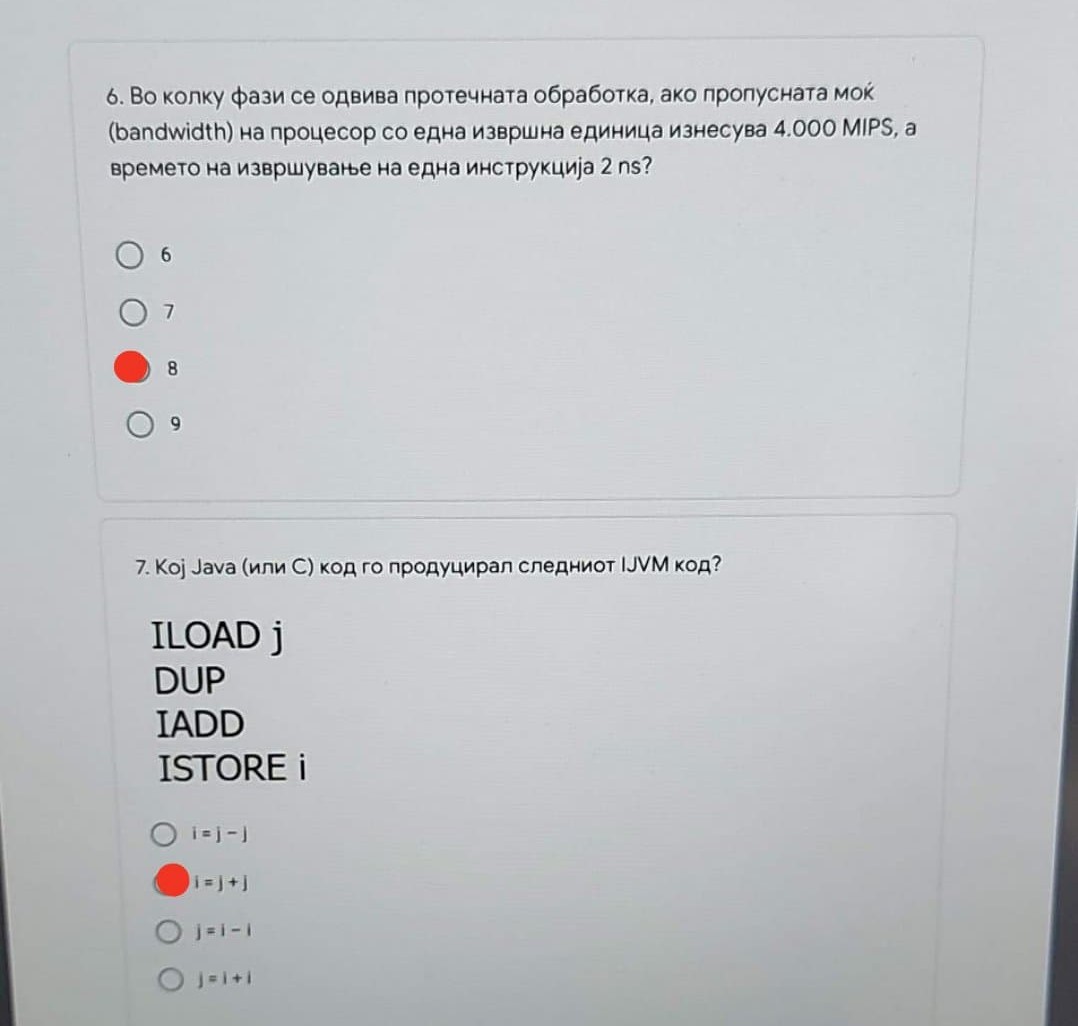 6. Во колку фази се одвива протечната обработка, ако пропусната моќ
(bandwidth) на процесор со една извршна единица изнесува 4.000 MIPS, а
времето на извршување на една инструкција 2 ns?
6
7
8
9
7. Кој Java (или C) код го продуцирал следниот IJVM код?
ILOAD j
DUP
IADD
ISTORE i
i = j - j
i = j + j
j = i - i
j = i + i